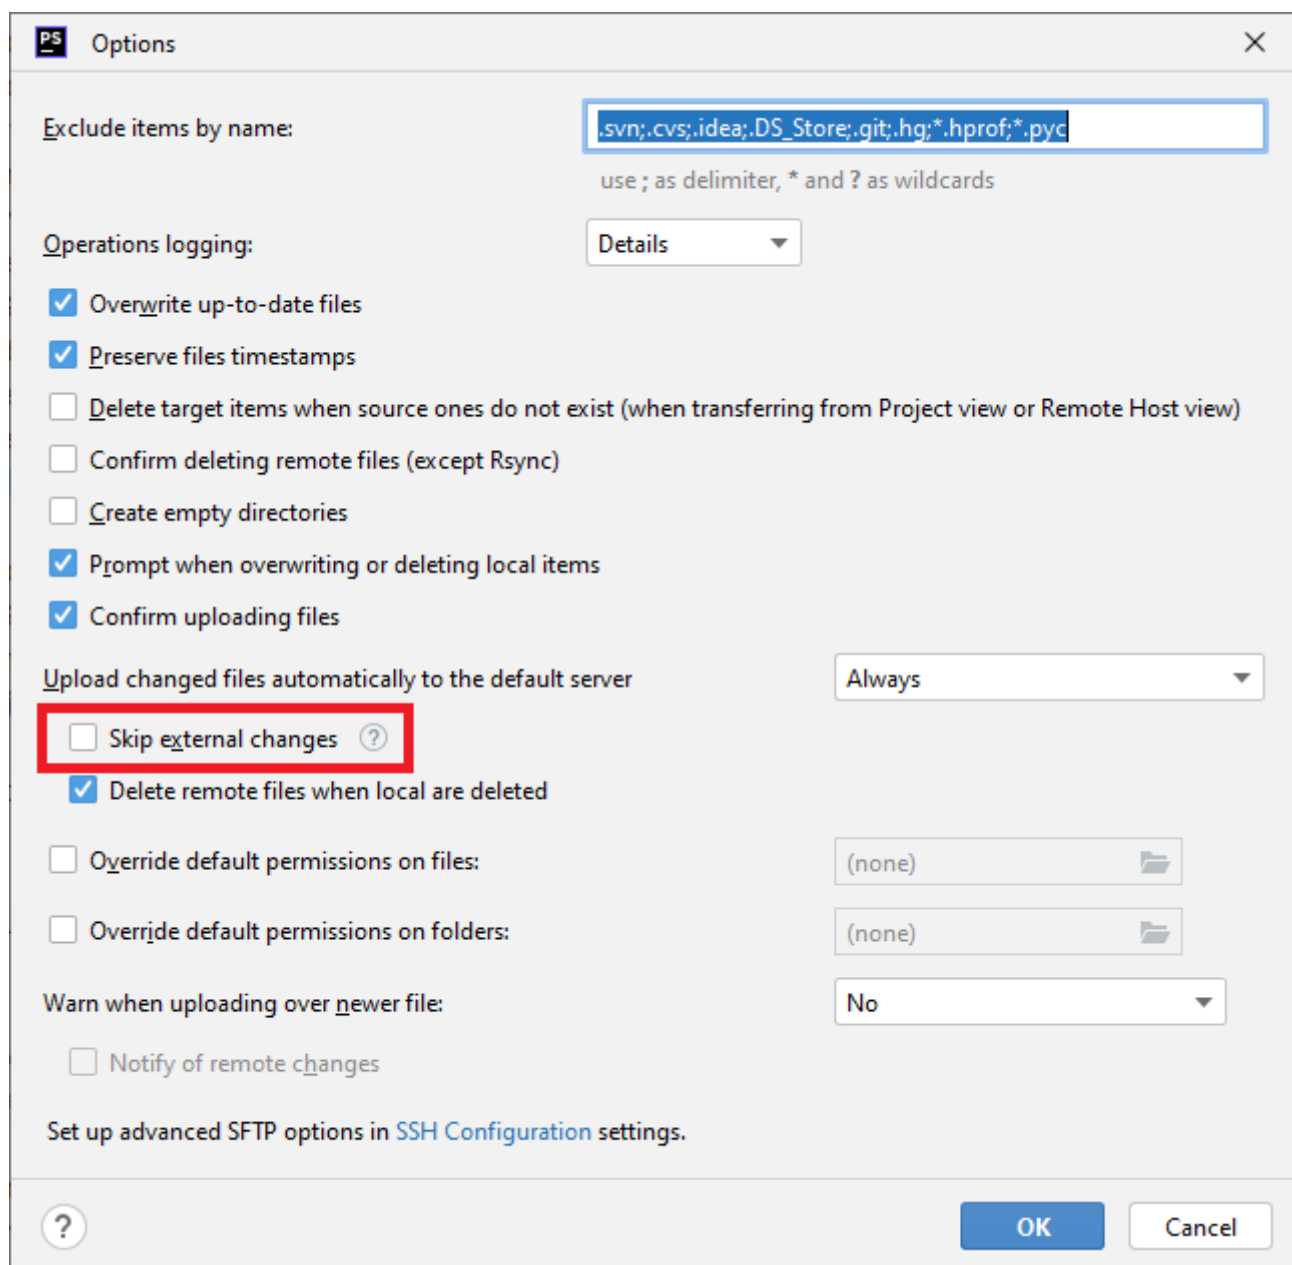 PS Options
Exclude items by name: .svn;.cvs;.idea;.DS_Store;.git;.hg;*.hprof;*.pyc
use ; as delimiter, * and ? as wildcards
Operations logging: Details
Overwrite up-to-date files
Preserve files timestamps
Delete target items when source ones do not exist (when transferring from Project view or Remote Host view)
Confirm deleting remote files (except Rsync)
Create empty directories
Prompt when overwriting or deleting local items
Confirm uploading files
Upload changed files automatically to the default server Always
Skip external changes ?
Delete remote files when local are deleted
Override default permissions on files: (none)
Override default permissions on folders: (none)
Warn when uploading over newer file: No
Notify of remote changes
Set up advanced SFTP options in SSH Configuration settings.
? OK Cancel